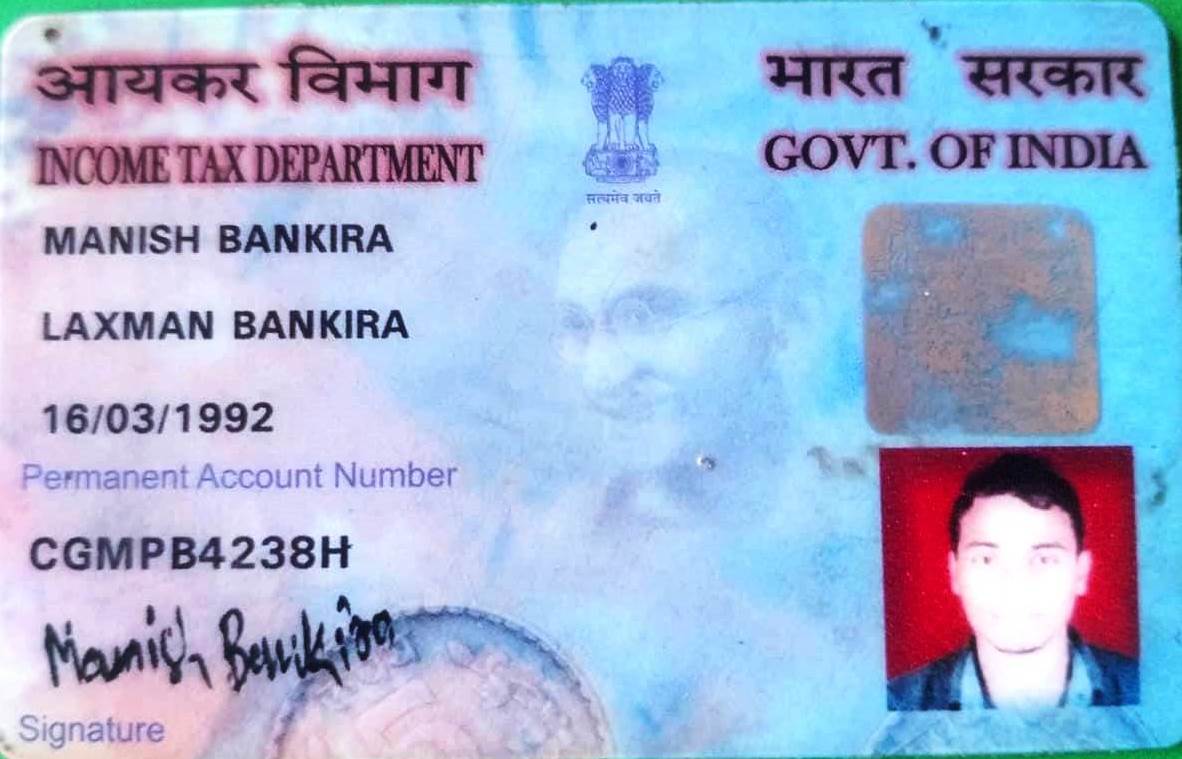 आयकर विभाग
भारत सरकार
INCOME TAX DEPARTMENT
GOVT. OF INDIA
सत्यमेव जयते
MANISH BANKIRA
LAXMAN BANKIRA
16/03/1992
Permanent Account Number
CGMPB4238H
Manish Bankira
Signature